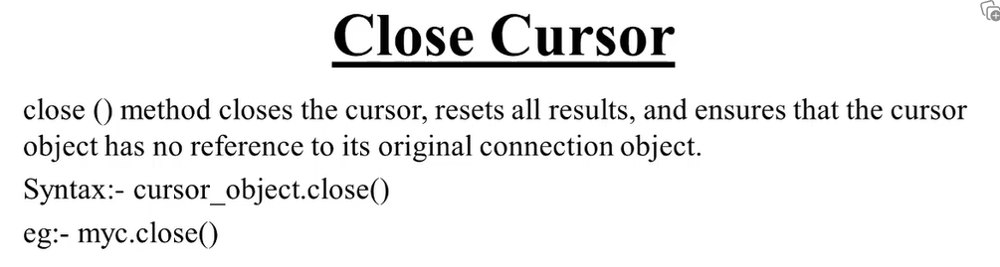 Close Cursor
close () method closes the cursor, resets all results, and ensures that the cursor
object has no reference to its original connection object.
Syntax:- cursor_object.close()
eg:- myc.close()